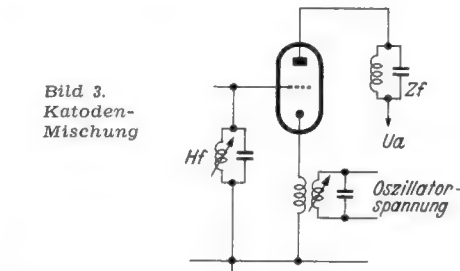 Bild 3.
Katoden-
Mischung
Hf
Zf
Ua
Oszillator-
spannung